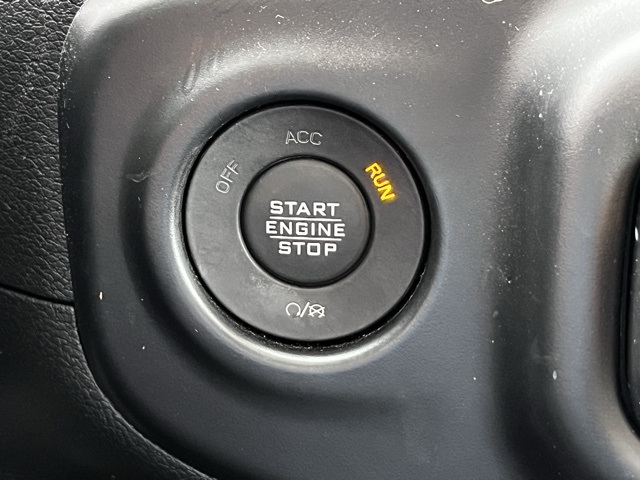 ACC
OFF
RUN
START
ENGINE
STOP